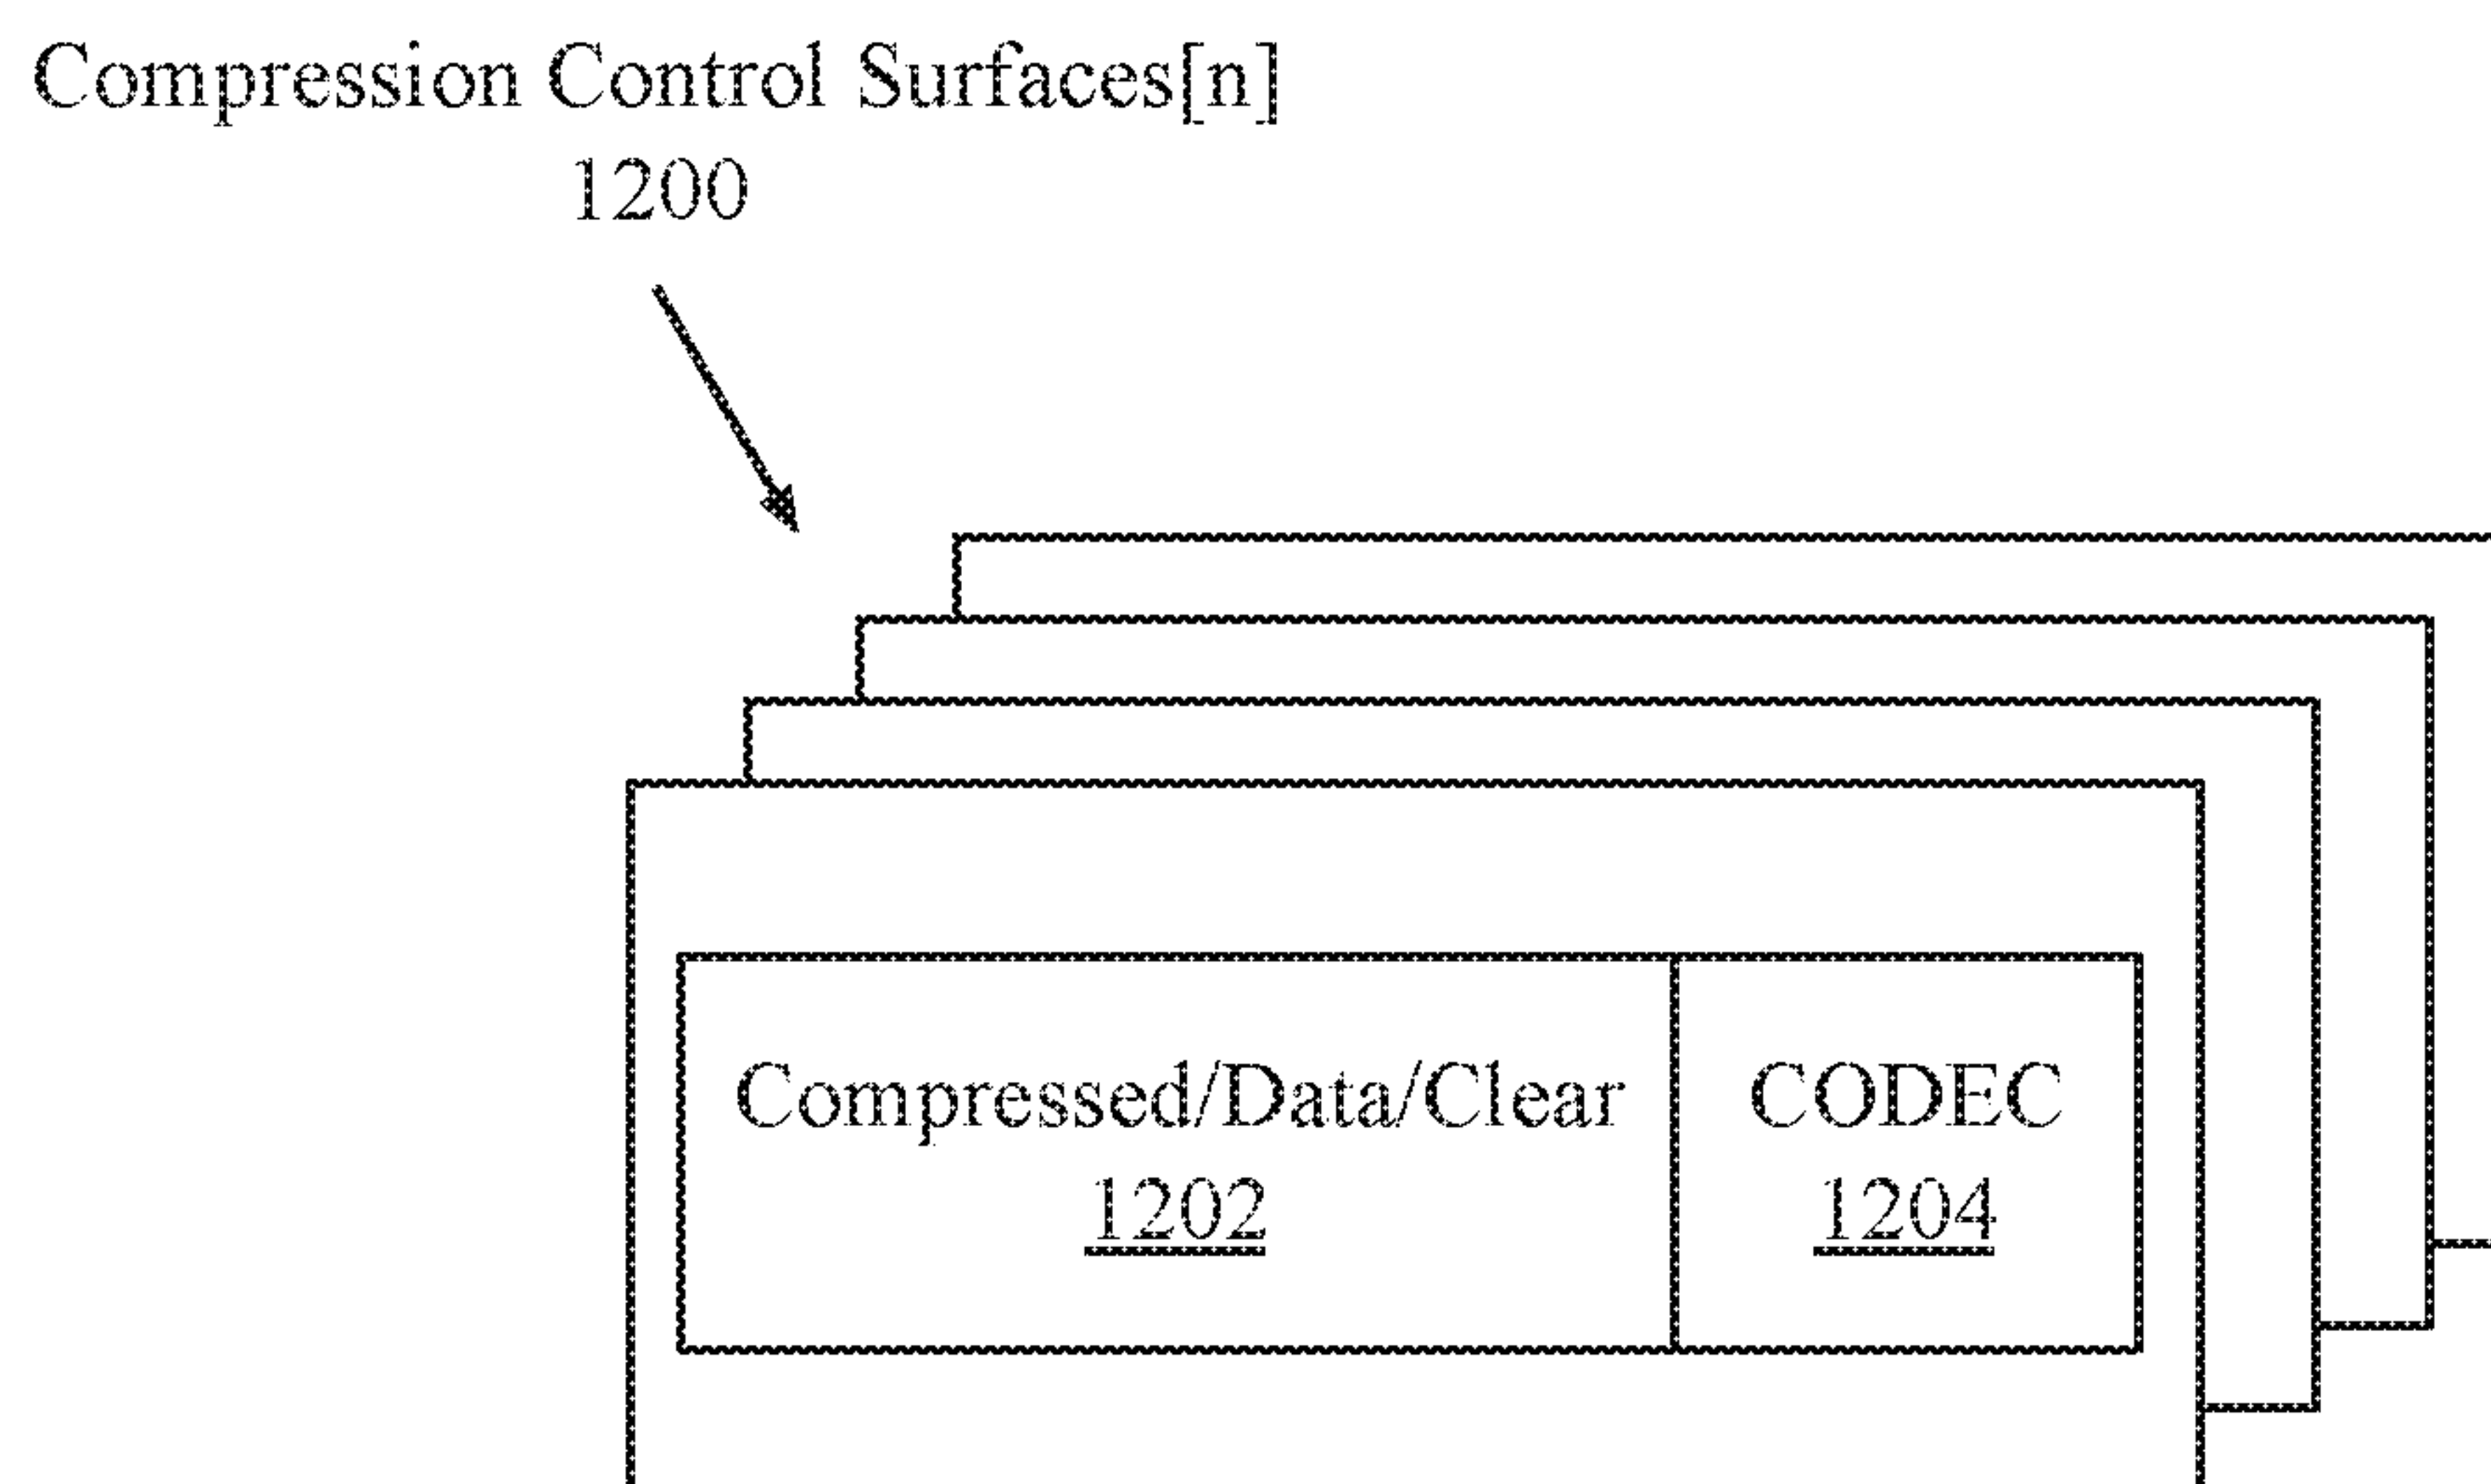 Compression Control Surfaces[n]
1200
Compressed/Data/Clear
1202
CODEC
1204